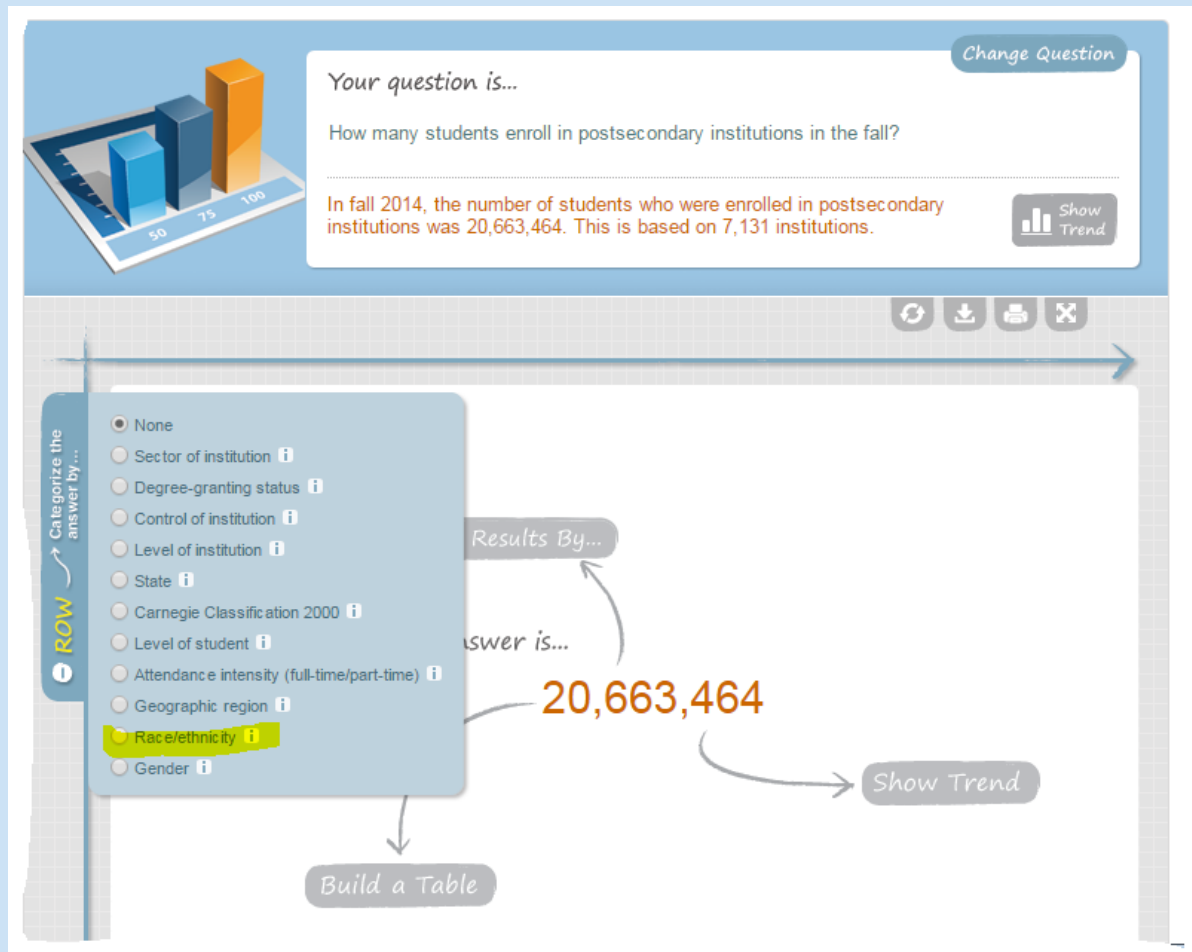 Change Question
Your question is...
How many students enroll in postsecondary institutions in the fall?
In fall 2014, the number of students who were enrolled in postsecondary
institutions was 20,663,464. This is based on 7,131 institutions.
Show
Trend
50
75
100
ROW
Categorize the
answer by...
None
Sector of institution i
Degree-granting status i
Control of institution i
Level of institution i
State i
Carnegie Classification 2000 i
Level of student i
Attendance intensity (full-time/part-time) i
Geographic region i
Race/ethnicity i
Gender i
Results By...
swer is...
20,663,464
Show Trend
Build a Table